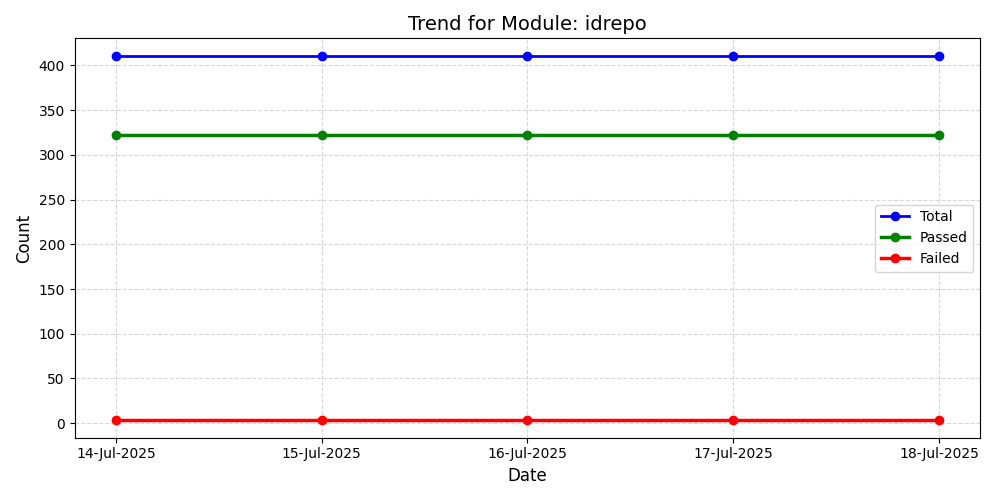 Trend for Module: idrepo
Count
400
350
300
250
200
150
100
50
0
Total
Passed
Failed
14-Jul-2025
15-Jul-2025
16-Jul-2025
17-Jul-2025
18-Jul-2025
Date